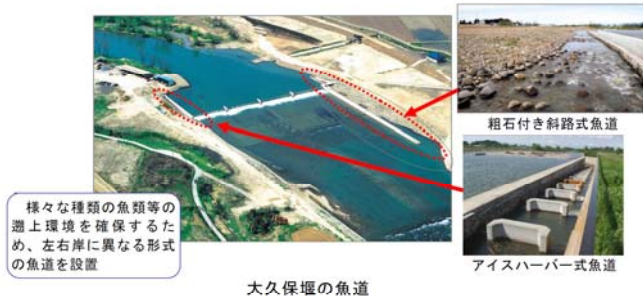 粗石付き斜路式魚道
様々な種類の魚類等の
遡上環境を確保するた
め、左右岸に異なる形式
の魚道を設置
アイスハーバー式魚道
大久保堰の魚道